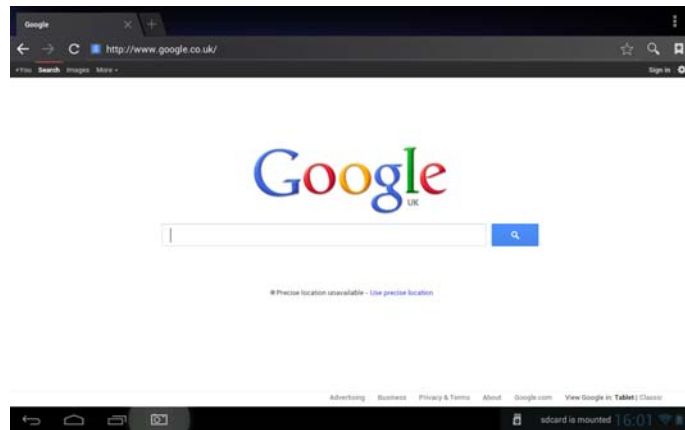 Google
http://www.google.co.uk/
+You Search Images More
Sign in
Google
UK
Precise location unavailable - Use precise location
Advertising Business Privacy & Terms About Google.com View Google in: Tablet | Classic
sdcard is mounted 16:01